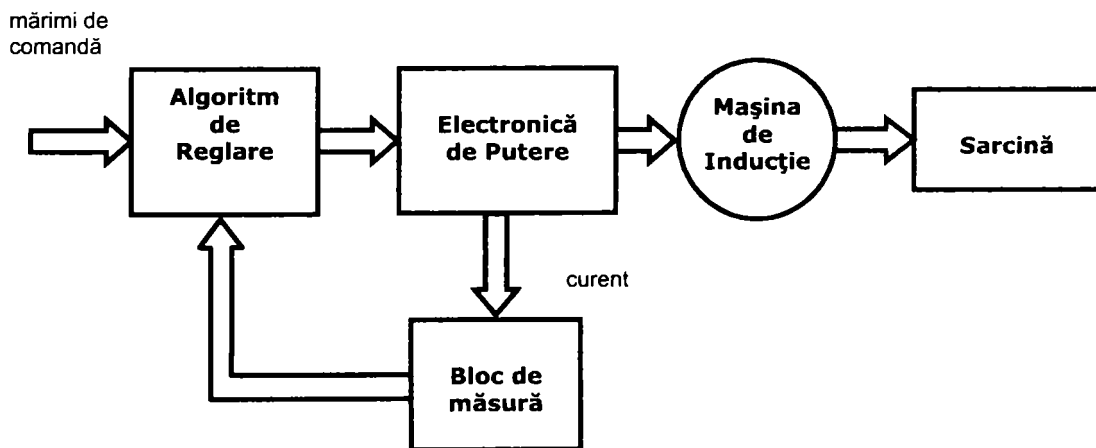 mărimi de
comandă
Algoritm
de
Reglare
Electronică
de Putere
Maşina
de
Inducţie
Sarcină
curent
Bloc de
măsură